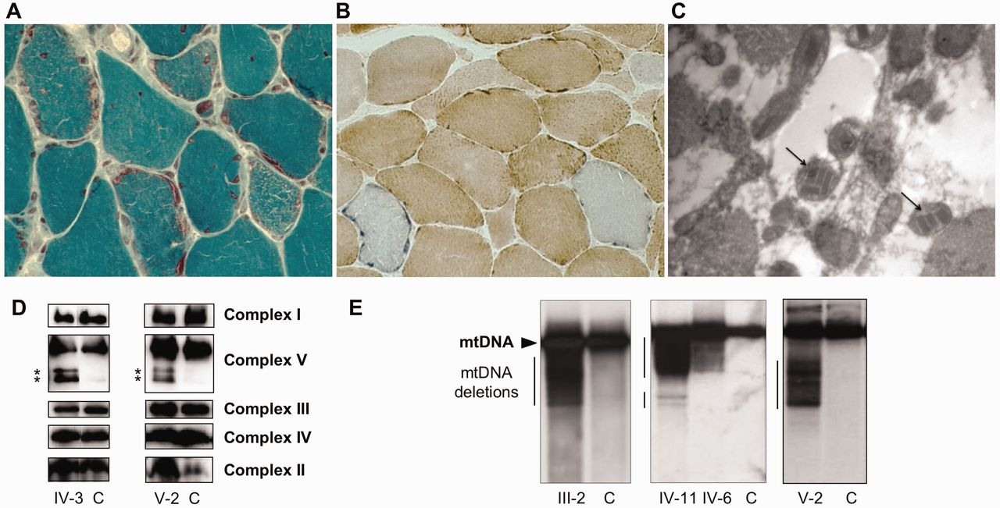 A
B
C
D
Complex I
Complex V
*
*
*
*
Complex III
Complex IV
Complex II
IV-3 C
V-2 C
E
mtDNA
mtDNA
deletions
III-2 C
IV-11 IV-6 C
V-2 C